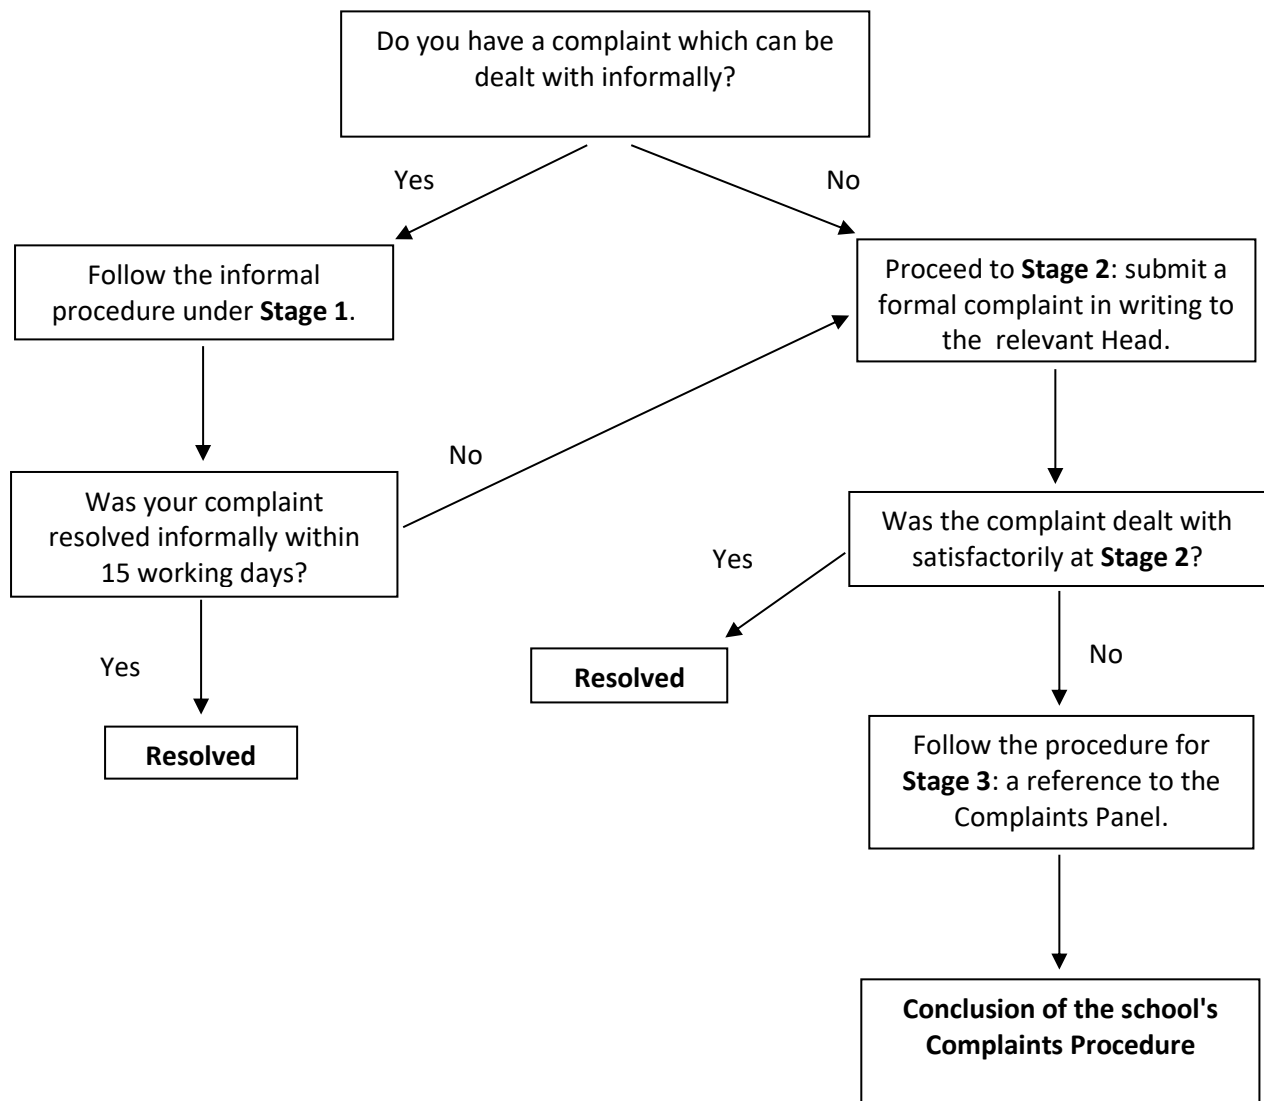 Do you have a complaint which can be
dealt with informally?
Yes
No
Follow the informal
procedure under Stage 1.
Proceed to Stage 2: submit a
formal complaint in writing to
the relevant Head.
No
Was your complaint
resolved informally within
15 working days?
Was the complaint dealt with
satisfactorily at Stage 2?
Yes
Yes
No
Resolved
Resolved
Follow the procedure for
Stage 3: a reference to the
Complaints Panel.
Conclusion of the school's
Complaints Procedure